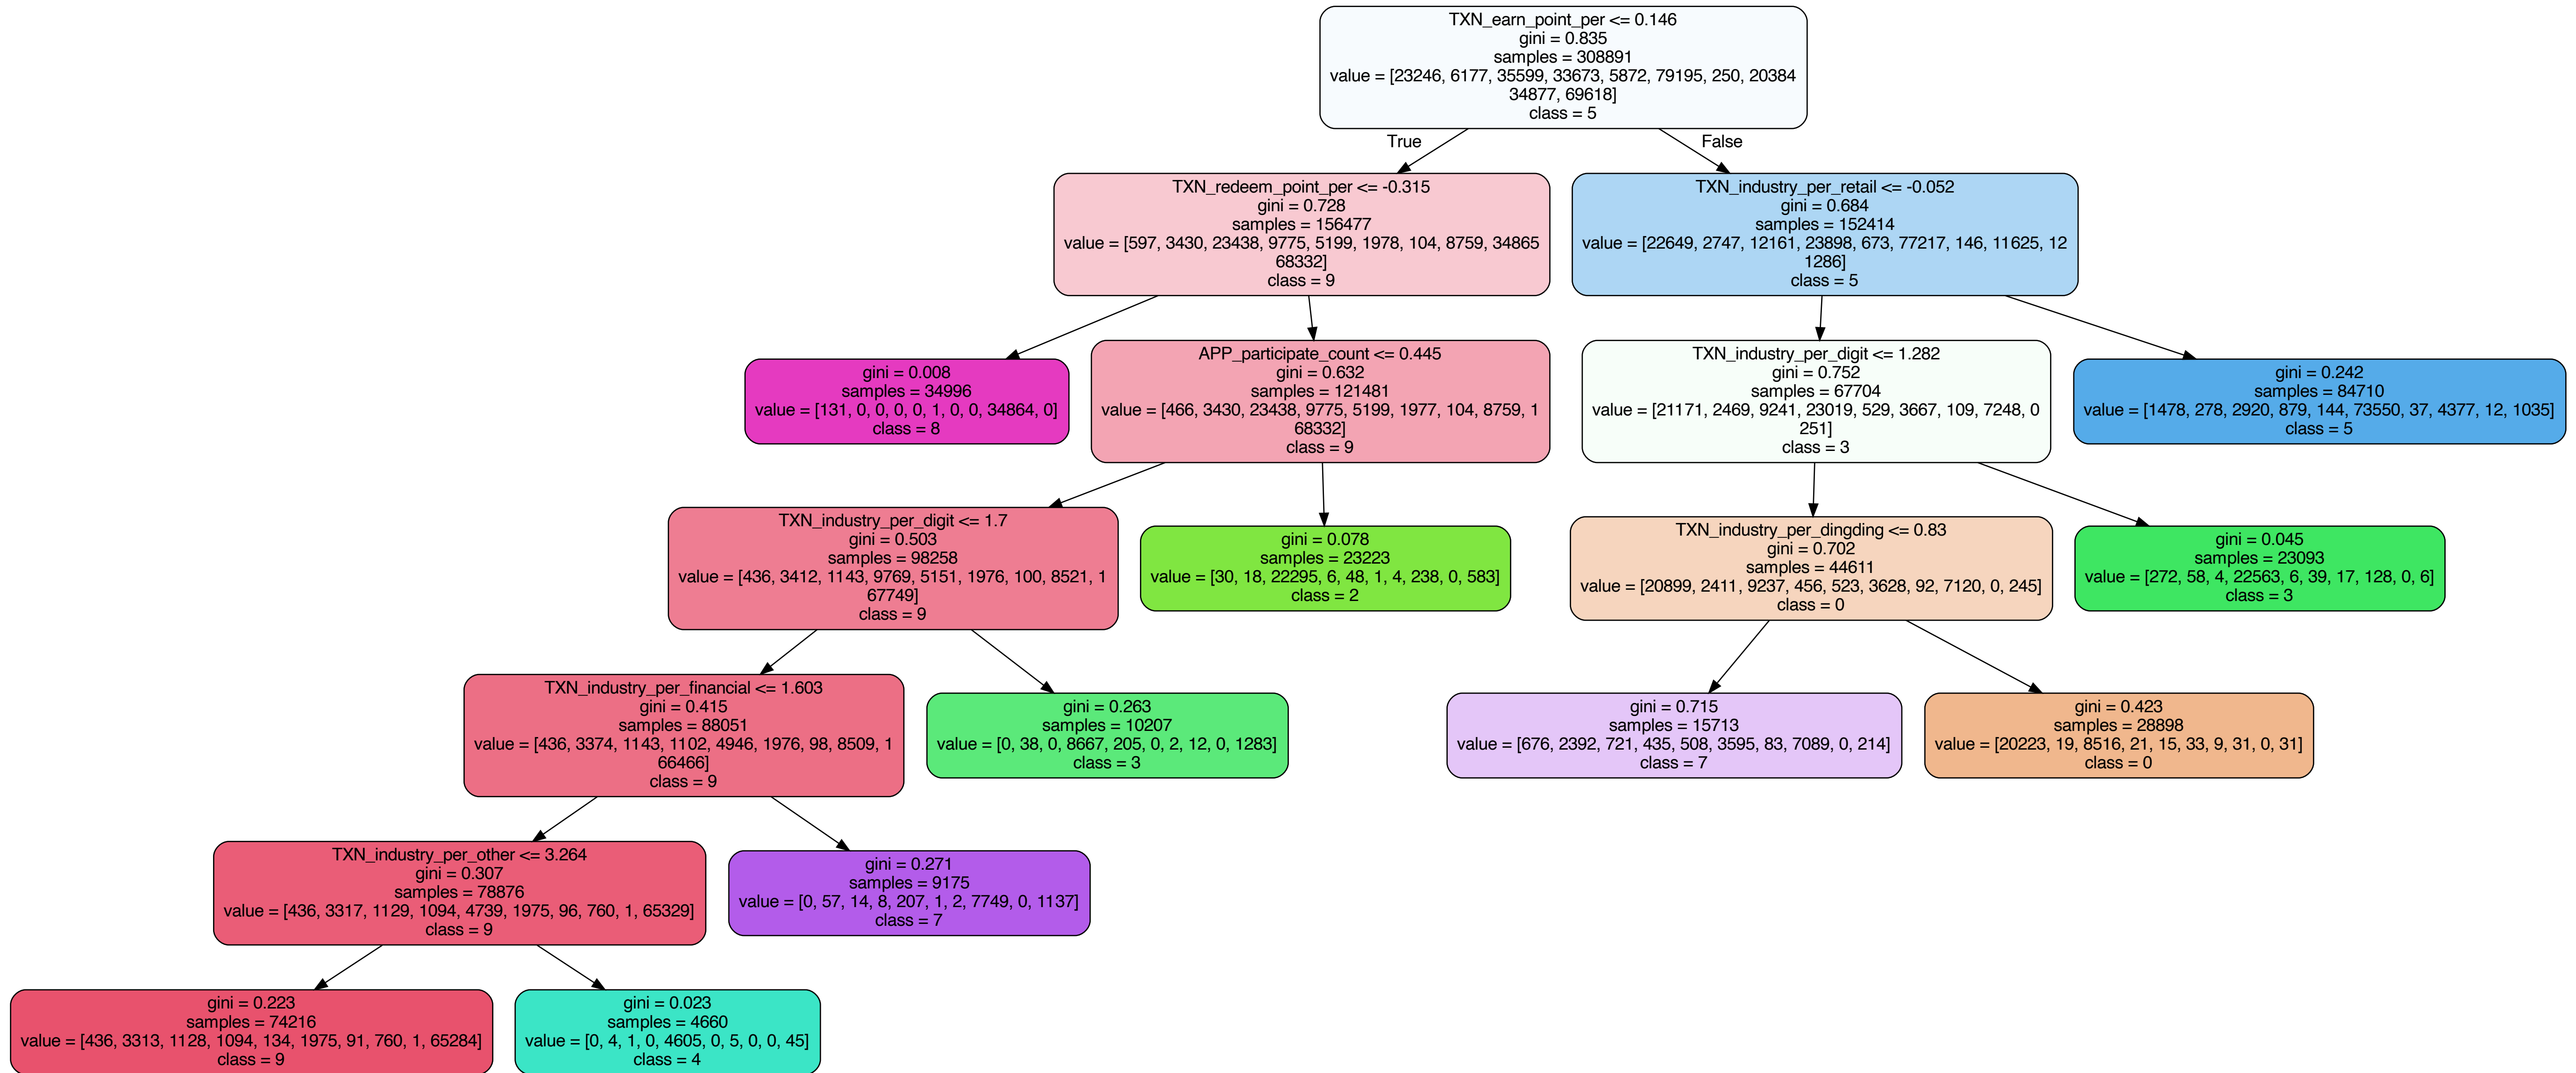 TXN_earn_point_per <= 0.146
gini = 0.835
samples = 308891
value = [23246, 6177, 35599, 33673, 5872, 79195, 250, 20384
34877, 69618]
class = 5
True
False
TXN_redeem_point_per <= -0.315
gini = 0.728
samples = 156477
value = [597, 3430, 23438, 9775, 5199, 1978, 104, 8759, 34865
68332]
class = 9
TXN_industry_per_retail <= -0.052
gini = 0.684
samples = 152414
value = [22649, 2747, 12161, 23898, 673, 77217, 146, 11625, 12
1286]
class = 5
gini = 0.008
samples = 34996
value = [131, 0, 0, 0, 0, 1, 0, 0, 34864, 0]
class = 8
APP_participate_count <= 0.445
gini = 0.632
samples = 121481
value = [466, 3430, 23438, 9775, 5199, 1977, 104, 8759, 1
68332]
class = 9
TXN_industry_per_digit <= 1.282
gini = 0.752
samples = 67704
value = [21171, 2469, 9241, 23019, 529, 3667, 109, 7248, 0
251]
class = 3
gini = 0.242
samples = 84710
value = [1478, 278, 2920, 879, 144, 73550, 37, 4377, 12, 1035]
class = 5
TXN_industry_per_digit <= 1.7
gini = 0.503
samples = 98258
value = [436, 3412, 1143, 9769, 5151, 1976, 100, 8521, 1
67749]
class = 9
gini = 0.078
samples = 23223
value = [30, 18, 22295, 6, 48, 1, 4, 238, 0, 583]
class = 2
TXN_industry_per_dingding <= 0.83
gini = 0.702
samples = 44611
value = [20899, 2411, 9237, 456, 523, 3628, 92, 7120, 0, 245]
class = 0
gini = 0.045
samples = 23093
value = [272, 58, 4, 22563, 6, 39, 17, 128, 0, 6]
class = 3
TXN_industry_per_financial <= 1.603
gini = 0.415
samples = 88051
value = [436, 3374, 1143, 1102, 4946, 1976, 98, 8509, 1
66466]
class = 9
gini = 0.263
samples = 10207
value = [0, 38, 0, 8667, 205, 0, 2, 12, 0, 1283]
class = 3
gini = 0.715
samples = 15713
value = [676, 2392, 721, 435, 508, 3595, 83, 7089, 0, 214]
class = 7
gini = 0.423
samples = 28898
value = [20223, 19, 8516, 21, 15, 33, 9, 31, 0, 31]
class = 0
TXN_industry_per_other <= 3.264
gini = 0.307
samples = 78876
value = [436, 3317, 1129, 1094, 4739, 1975, 96, 760, 1, 65329]
class = 9
gini = 0.271
samples = 9175
value = [0, 57, 14, 8, 207, 1, 2, 7749, 0, 1137]
class = 7
gini = 0.223
samples = 74216
value = [436, 3313, 1128, 1094, 134, 1975, 91, 760, 1, 65284]
class = 9
gini = 0.023
samples = 4660
value = [0, 4, 1, 0, 4605, 0, 5, 0, 0, 45]
class = 4